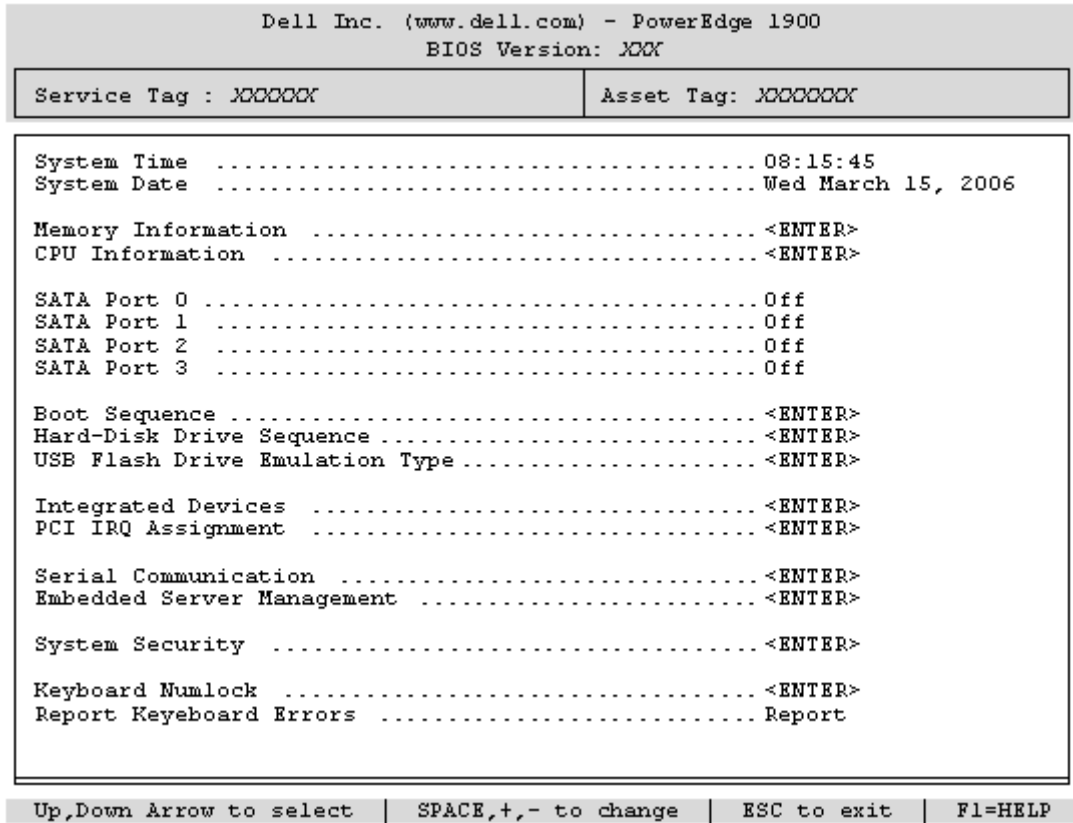 Dell Inc. (www.dell.com) - PowerEdge 1900
BIOS Version: XXX
Service Tag : XXXXXX Asset Tag: XXXXXXX
System Time ........................................ 08:15:45
System Date ........................................ Wed March 15, 2006
Memory Information ................................. <ENTER>
CPU Information .................................... <ENTER>
SATA Port 0 ......................................... Off
SATA Port 1 ........................................ Off
SATA Port 2 ........................................ Off
SATA Port 3 ........................................ Off
Boot Sequence ....................................... <ENTER>
Hard-Disk Drive Sequence ............................ <ENTER>
USB Flash Drive Emulation Type ...................... <ENTER>
Integrated Devices ................................. <ENTER>
PCI IRQ Assignment ................................. <ENTER>
Serial Communication ............................... <ENTER>
Embedded Server Management ......................... <ENTER>
System Security .................................... <ENTER>
Keyboard Numlock ................................... <ENTER>
Report Keyeboard Errors ............................ Report
Up,Down Arrow to select | SPACE,+,- to change | ESC to exit | F1=HELP